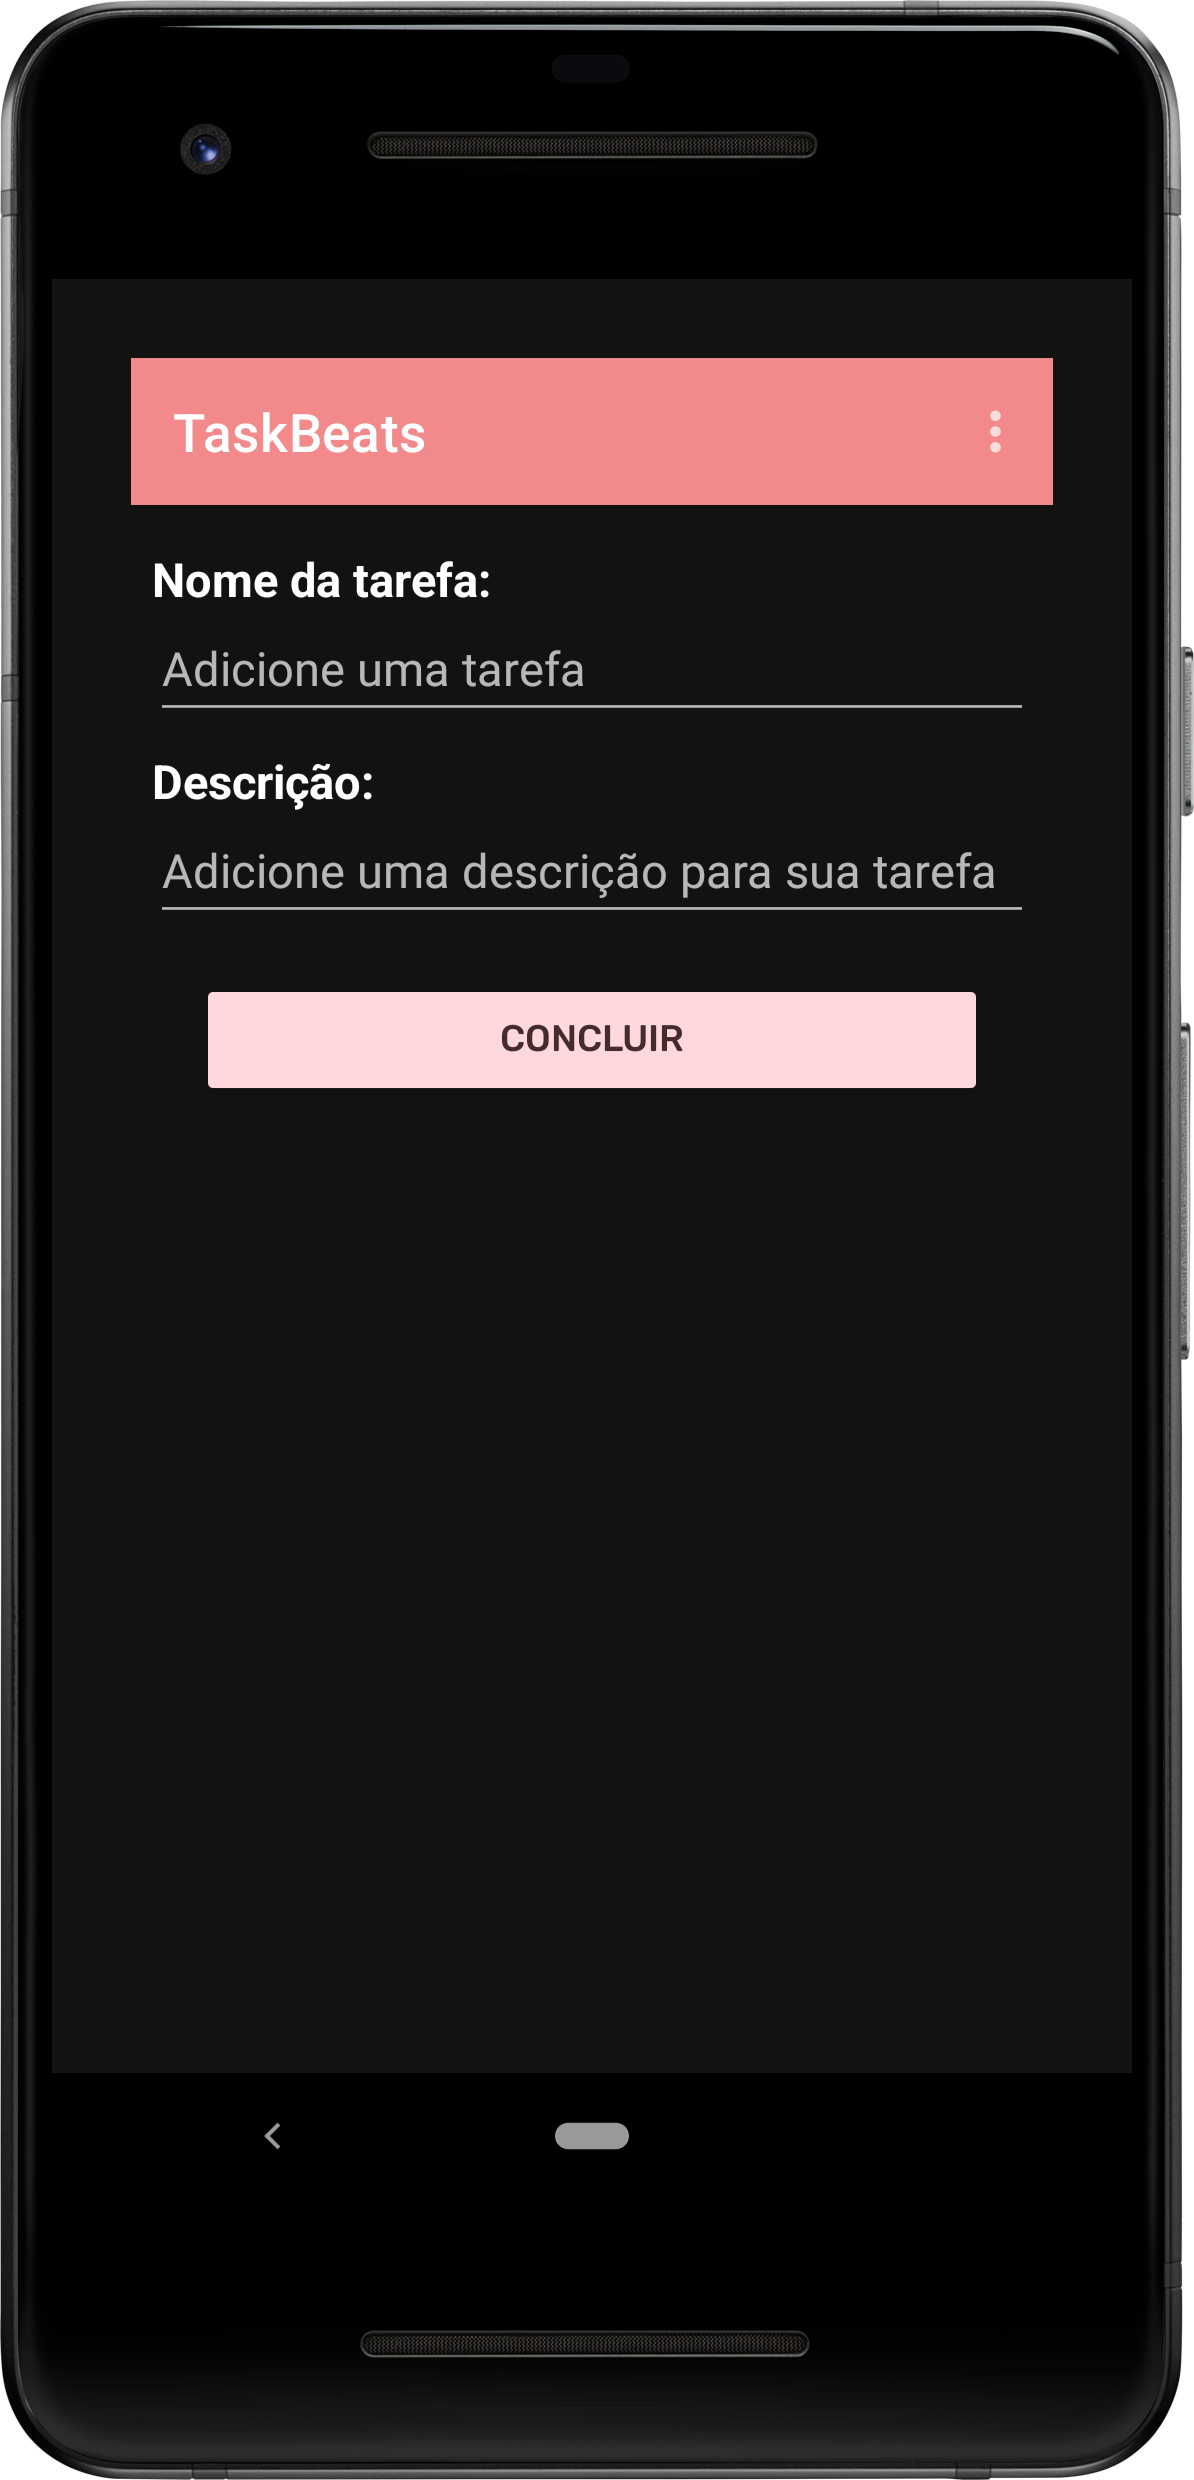 TaskBeats
Nome da tarefa:
Adicione uma tarefa
Descrição:
Adicione uma descrição para sua tarefa
CONCLUIR